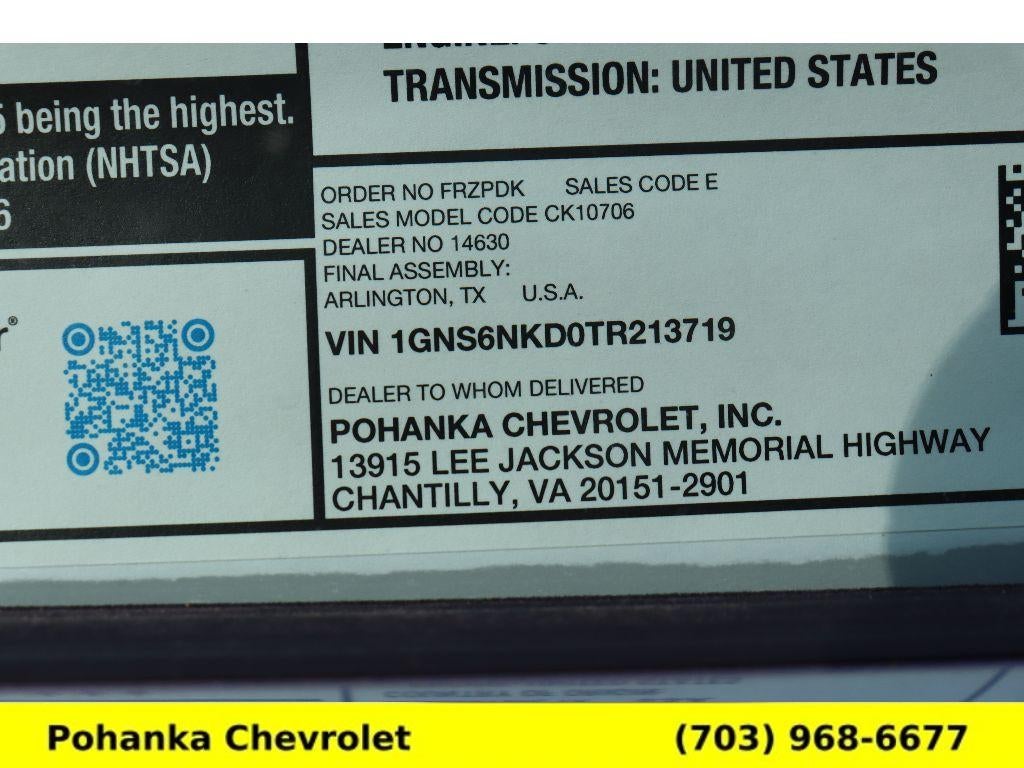 TRANSMISSION: UNITED STATES
5 being the highest.
ation (NHTSA)
6
ORDER NO FRZPDK SALES CODE E
SALES MODEL CODE CK10706
DEALER NO 14630
FINAL ASSEMBLY:
ARLINGTON, TX U.S.A.
VIN 1GNS6NKD0TR213719
DEALER TO WHOM DELIVERED
POHANKA CHEVROLET, INC.
13915 LEE JACKSON MEMORIAL HIGHWAY
CHANTILLY, VA 20151-2901
r®
Pohanka Chevrolet (703) 968-6677